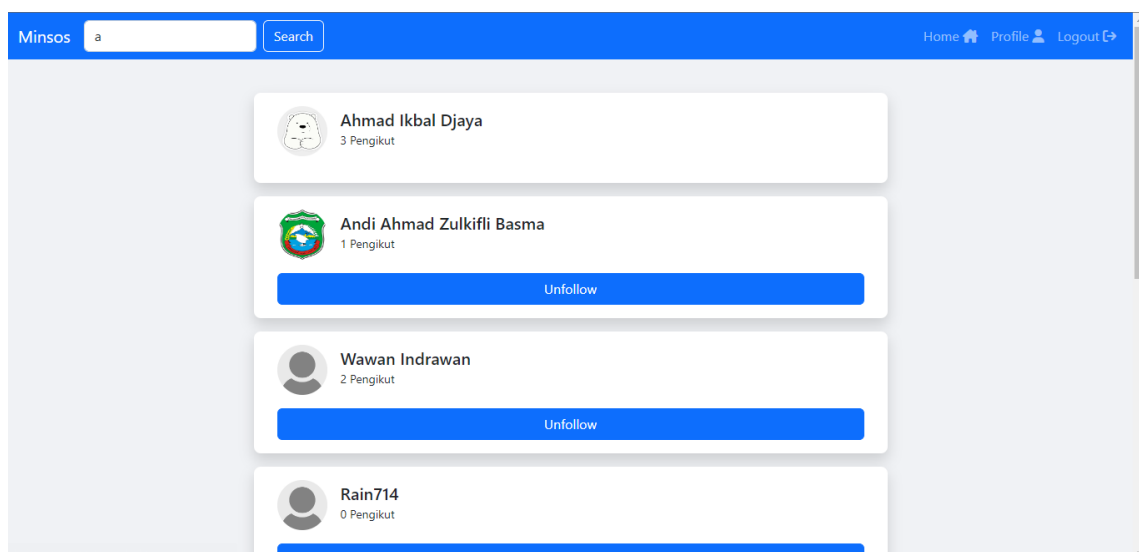 Minsos a Search Home Profile Logout
Ahmad Ikbal Djaya
3 Pengikut
Andi Ahmad Zulkifli Basma
1 Pengikut
Unfollow
Wawan Indrawan
2 Pengikut
Unfollow
Rain714
0 Pengikut